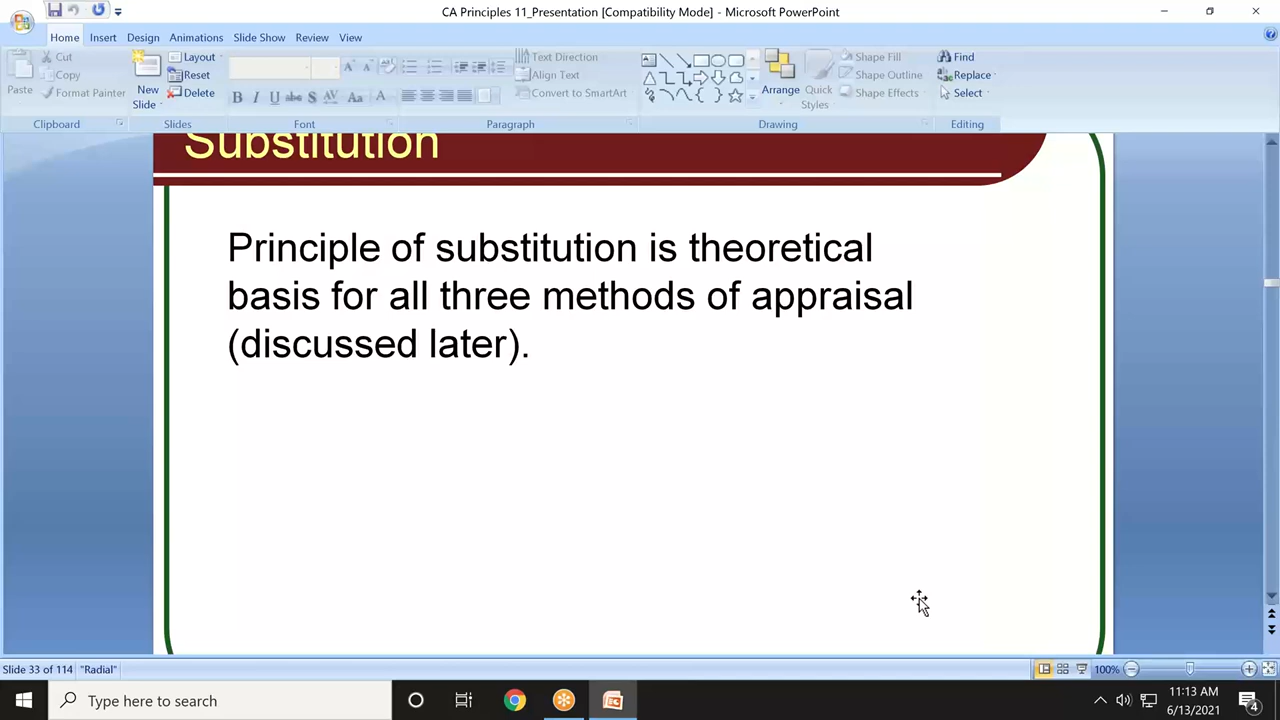 CA Principles 11_Presentation [Compatibility Mode] - Microsoft PowerPoint
Home Insert Design Animations Slide Show Review View
Paste
Cut
Copy
Format Painter
Clipboard
New Slide
Layout
Reset
Delete
Slides
B I U abc S AV Aa A
Font
Text Direction
Align Text
Convert to SmartArt
Paragraph
Arrange
Quick Styles
Shape Fill
Shape Outline
Shape Effects
Drawing
Find
Replace
Select
Editing
Substitution
Principle of substitution is theoretical
basis for all three methods of appraisal
(discussed later).
Slide 33 of 114 "Radial" 100%
Type here to search
11:13 AM
6/13/2021
4